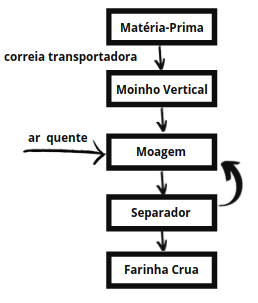 Matéria-Prima
correia transportadora
Moinho Vertical
ar quente
Moagem
Separador
Farinha Crua